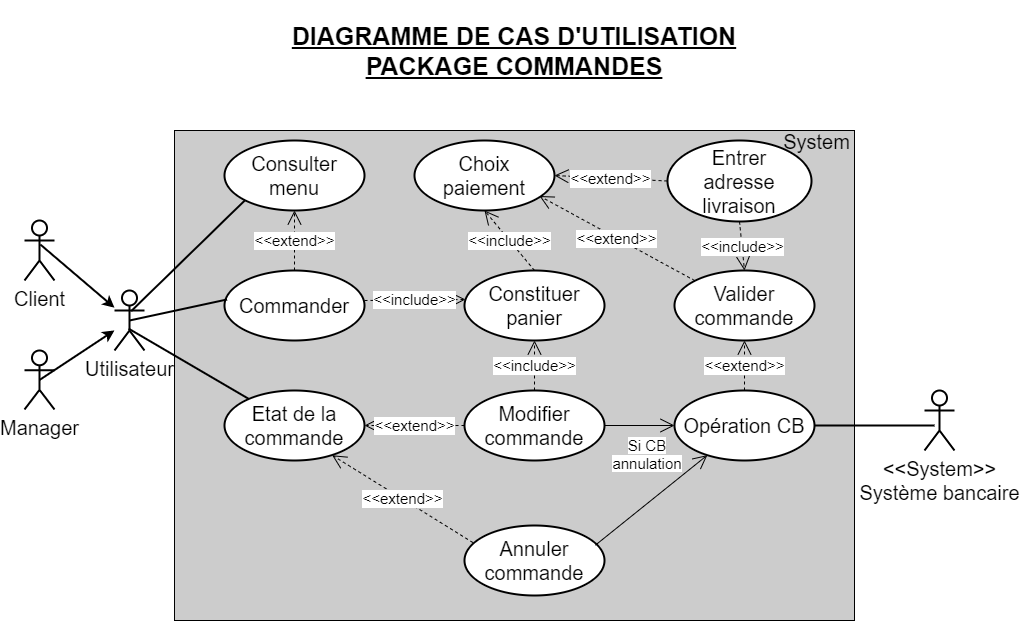 DIAGRAMME DE CAS D'UTILISATION
PACKAGE COMMANDES
System
Consulter
menu
Choix
paiement
<<extend>>
Entrer
adresse
livraison
<<extend>>
<<include>>
<<extend>>
<<include>>
Client
Commander
<<include>>
Constituer
panier
Valider
commande
Utilisateur
<<include>>
<<extend>>
Manager
Etat de la
commande
<<extend>>
Modifier
commande
Si CB
annulation
Opération CB
<<System>>
Système bancaire
<<extend>>
Annuler
commande